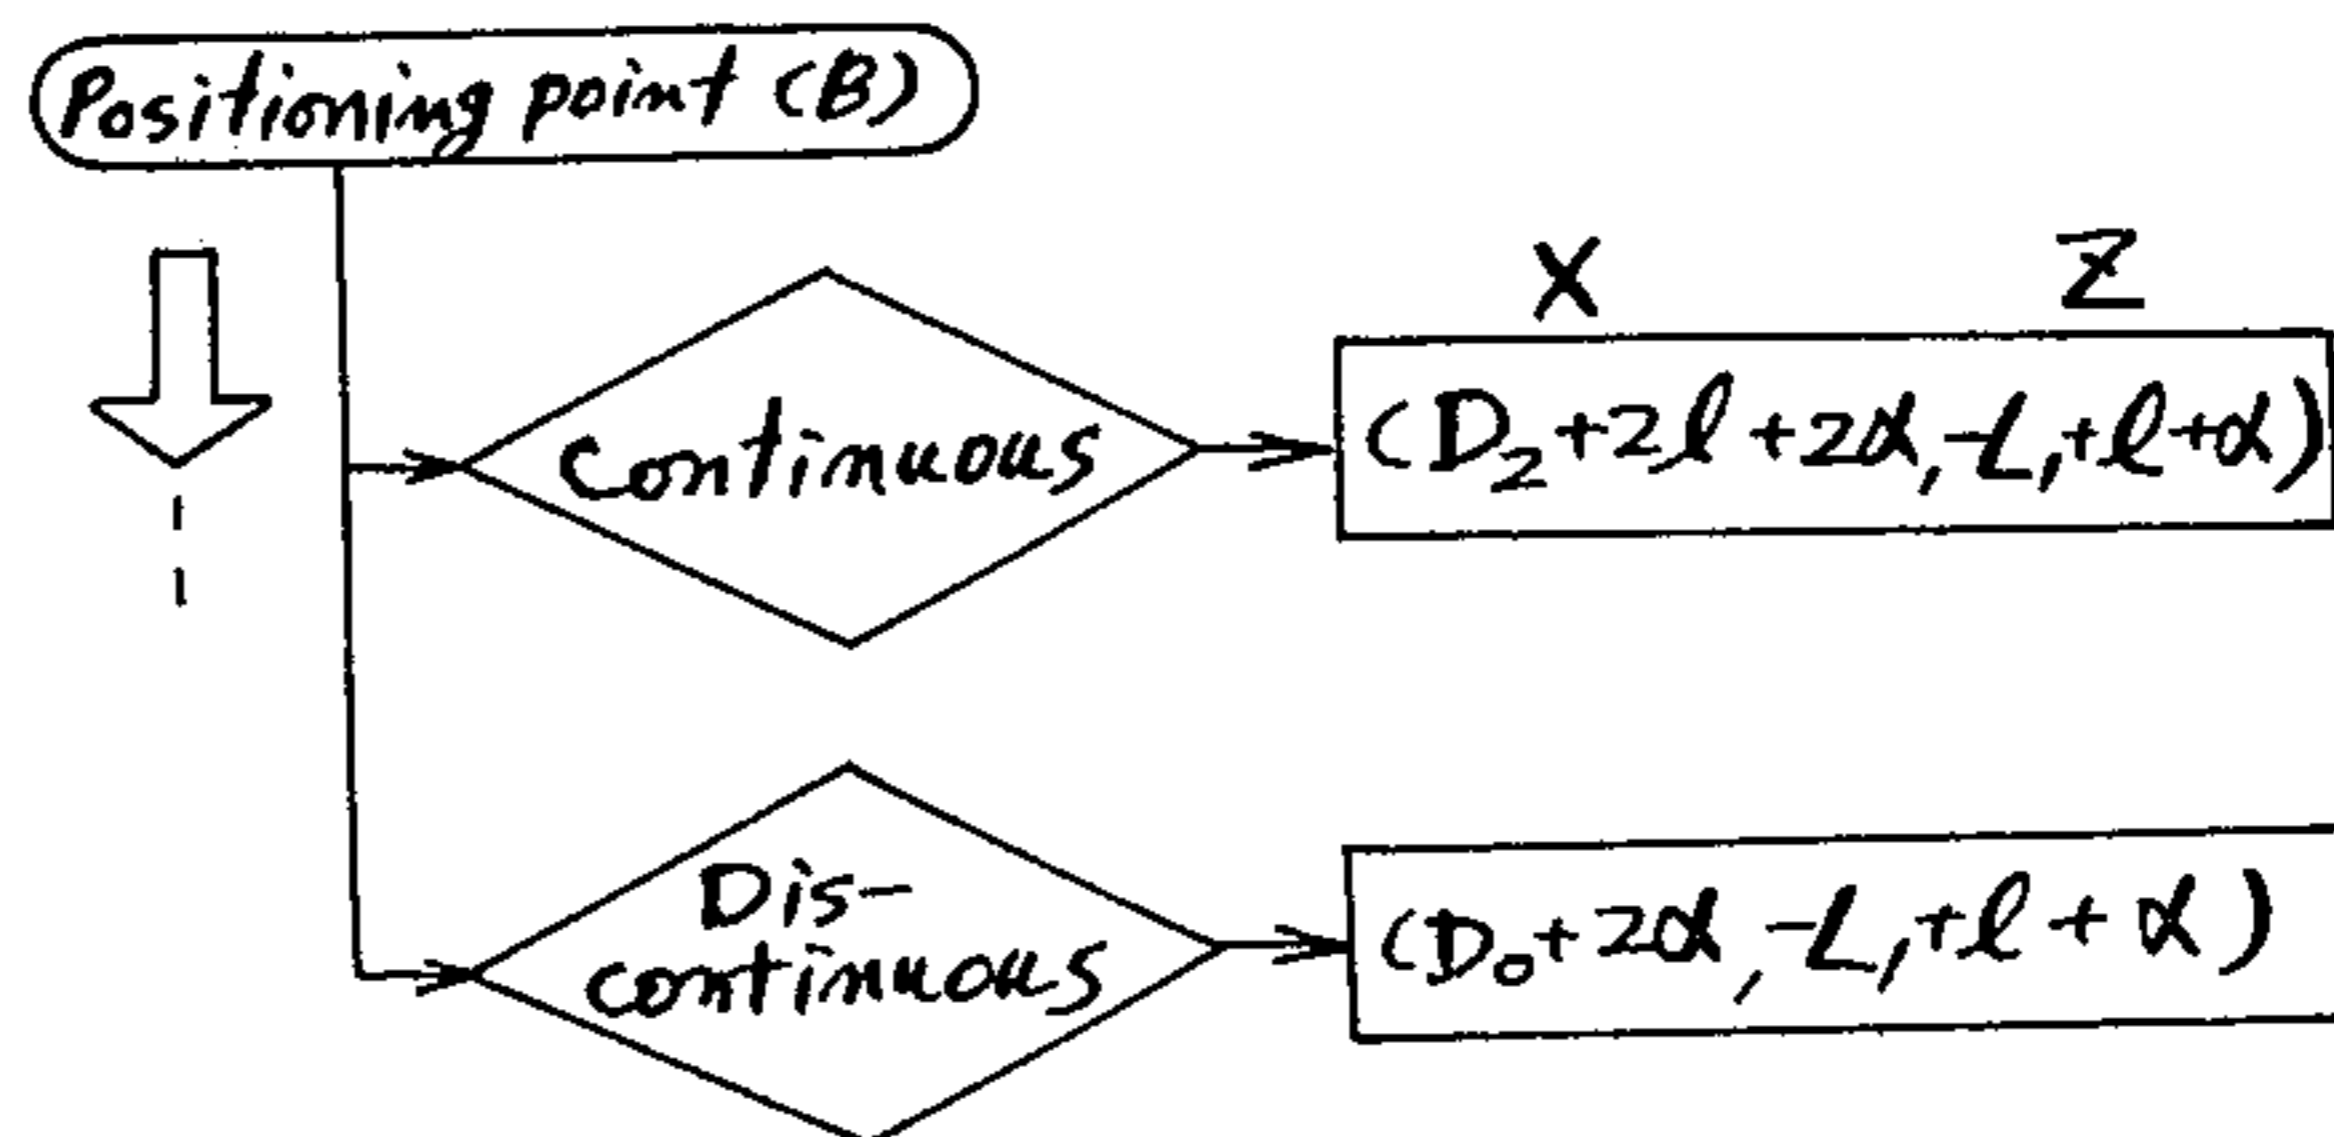 Positioning point (B)
X Z
Continuous
(D₂+2ℓ+2α, -L₁+ℓ+α)
Dis-
continuous
(D₀+2α, -L₁+ℓ+α)